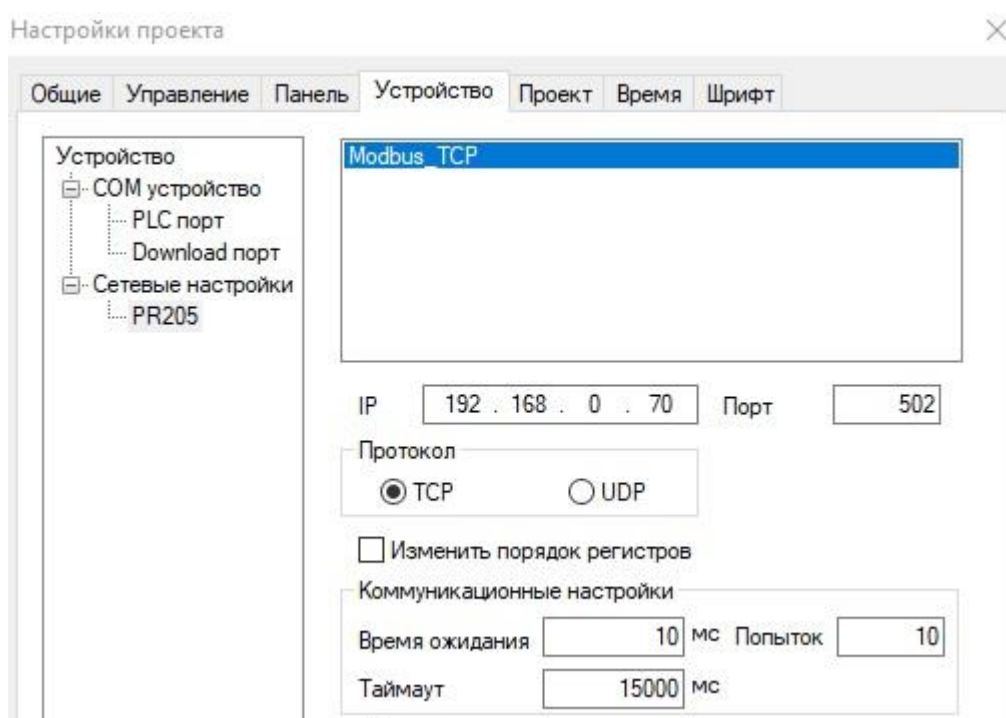 Настройки проекта
Общие Управление Панель Устройство Проект Время Шрифт
Устройство
COM устройство
PLC порт
Download порт
Сетевые настройки
PR205
Modbus_TCP
IP 192 . 168 . 0 . 70 Порт 502
Протокол
TCP UDP
Изменить порядок регистров
Коммуникационные настройки
Время ожидания 10 мс Попыток 10
Таймаут 15000 мс